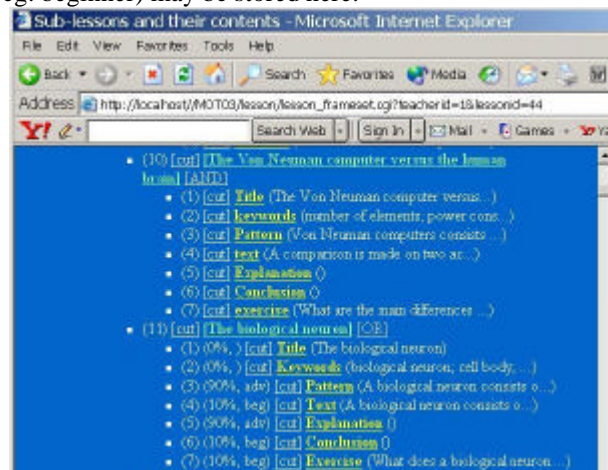 eg. beginner) may be stored here.
Sub-lessons and their contents - Microsoft Internet Explorer
File Edit View Favorites Tools Help
Back Search Favorites Media
Address http://localhost//MOT03/lesson/lesson_frameset.cgi?teacherid=1&lessonid=44
Y! Search Web Sign In Mail Games
(10) [cut] [The Von Neuman computer versus the human
brain] [AND]
(1) [cut] Title (The Von Neuman computer versus...)
(2) [cut] keywords (number of elements, power cons...)
(3) [cut] Pattern (Von Neuman computers consists ...)
(4) [cut] text (A comparison is made on two as...)
(5) [cut] Explanation ()
(6) [cut] Conclusion ()
(7) [cut] exercise (What are the main differences ...)
(11) [cut] [The biological neuron] [OR]
(1) (0%, ) [cut] Title (The biological neuron)
(2) (0%, ) [cut] Keywords (biological neuron; cell body; ...)
(3) (90%, adv) [cut] Pattern (A biological neuron consists o...)
(4) (10%, beg) [cut] Text (A biological neuron consists o...)
(5) (90%, adv) [cut] Explanation ()
(6) (10%, beg) [cut] Conclusion ()
(7) (10%, beg) [cut] Exercise (What does a biological neuron ...)